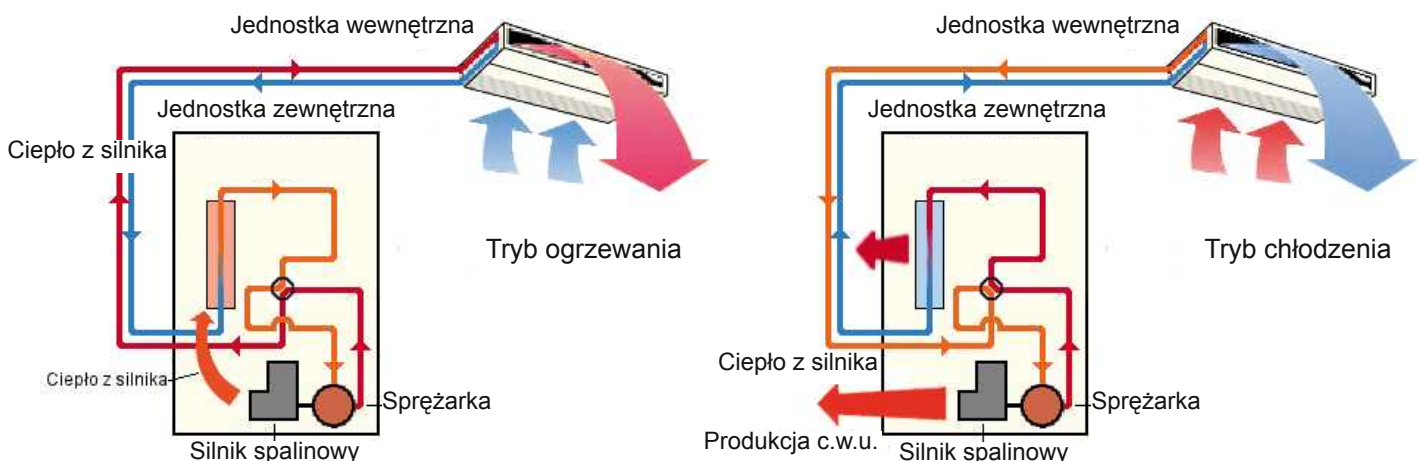 Jednostka wewnętrzna
Jednostka zewnętrzna
Ciepło z silnika
Tryb ogrzewania
Ciepło z silnika
Sprężarka
Silnik spalinowy
Jednostka wewnętrzna
Jednostka zewnętrzna
Tryb chłodzenia
Ciepło z silnika
Sprężarka
Produkcja c.w.u.
Silnik spalinowy